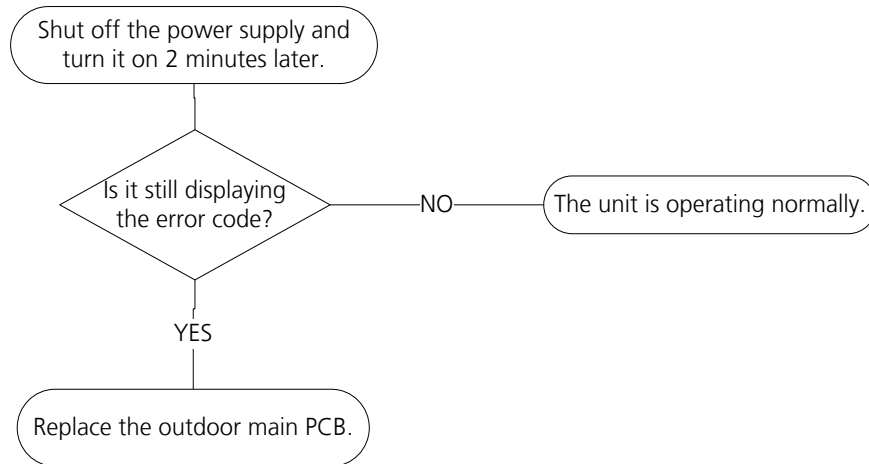 Shut off the power supply and
turn it on 2 minutes later.
Is it still displaying
the error code?
NO
The unit is operating normally.
YES
Replace the outdoor main PCB.